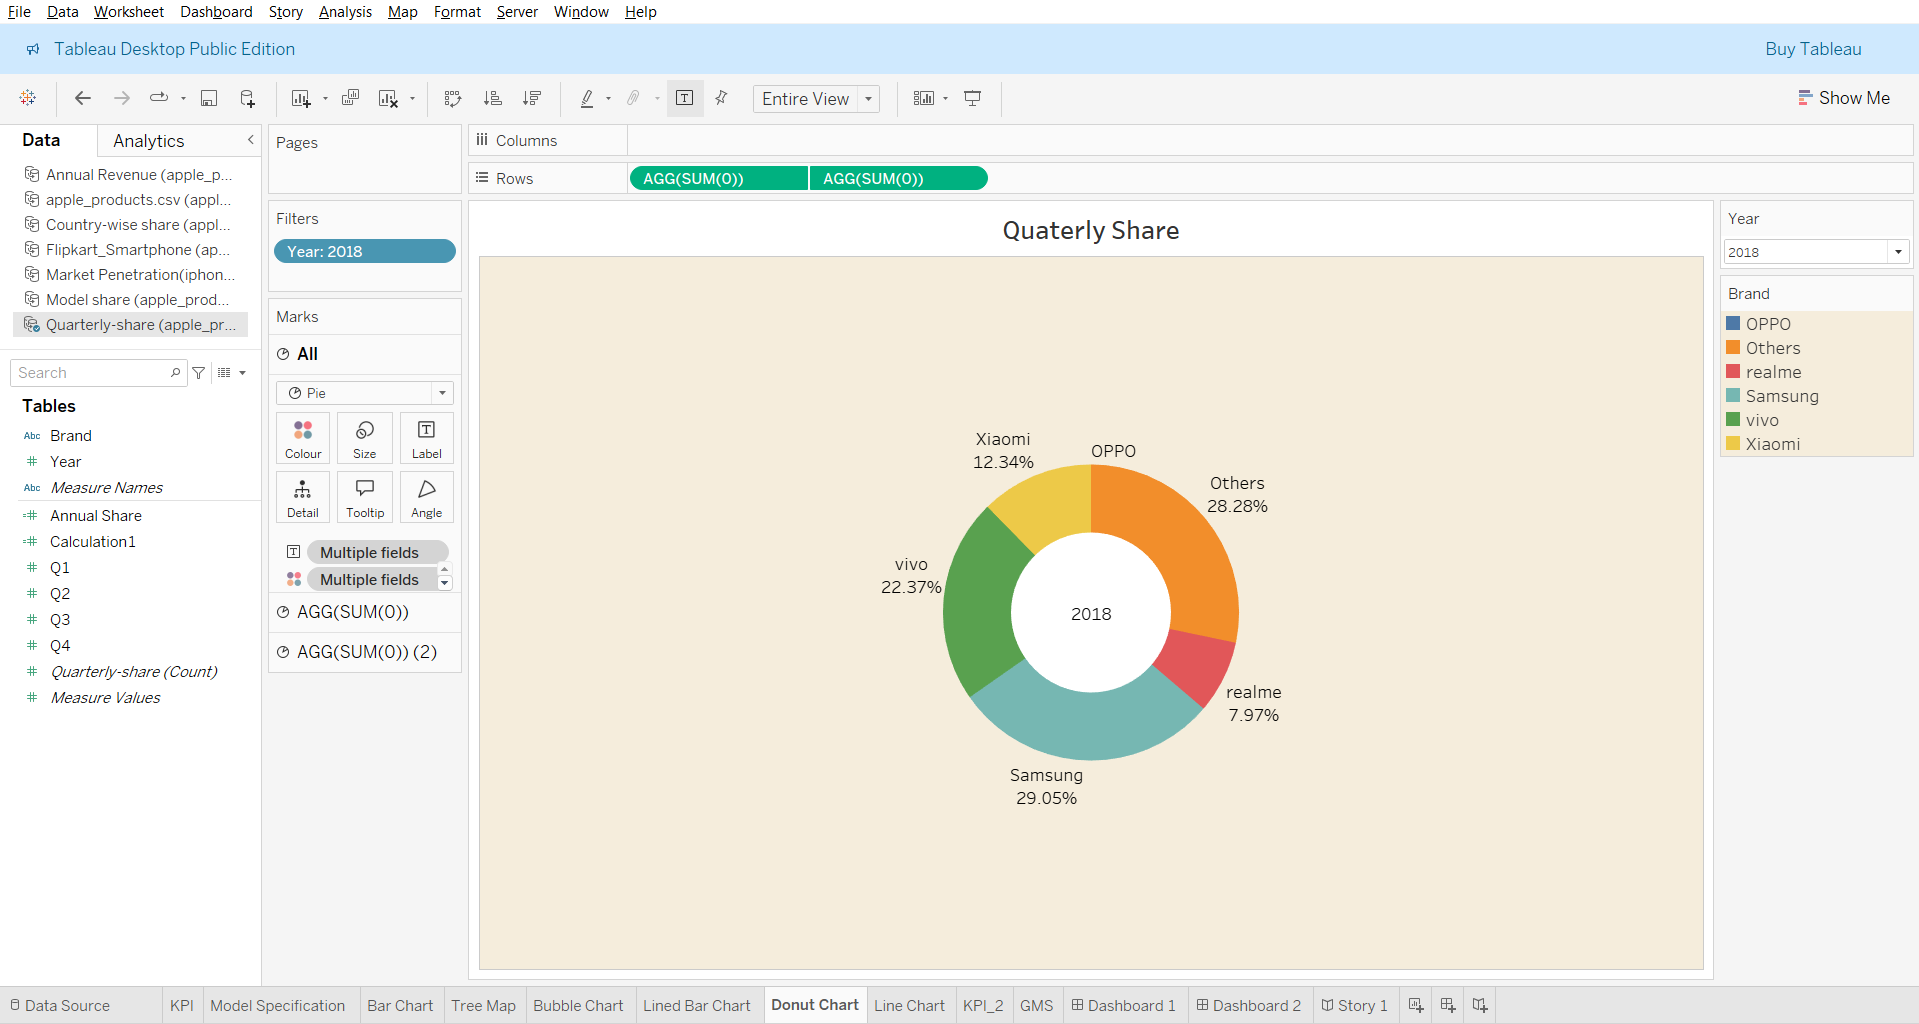 File Data Worksheet Dashboard Story Analysis Map Format Server Window Help
Tableau Desktop Public Edition
Buy Tableau
Entire View
Show Me
Data
Analytics
Annual Revenue (apple_p...
apple_products.csv (appl...
Country-wise share (appl...
Flipkart_Smartphone (ap...
Market Penetration(iphon...
Model share (apple_prod...
Quarterly-share (apple_pr...
Search
Tables
Abc Brand
Year
Abc Measure Names
Annual Share
Calculation1
Q1
Q2
Q3
Q4
Quarterly-share (Count)
Measure Values
Pages
Filters
Year: 2018
Marks
All
Pie
Colour Size Label
Detail Tooltip Angle
Multiple fields
Multiple fields
AGG(SUM(0))
AGG(SUM(0)) (2)
Columns
Rows
AGG(SUM(0)) AGG(SUM(0))
Quaterly Share
Xiaomi
12.34%
OPPO
Others
28.28%
vivo
22.37%
2018
realme
7.97%
Samsung
29.05%
Year
2018
Brand
OPPO
Others
realme
Samsung
vivo
Xiaomi
Data Source KPI Model Specification Bar Chart Tree Map Bubble Chart Lined Bar Chart Donut Chart Line Chart KPI_2 GMS Dashboard 1 Dashboard 2 Story 1